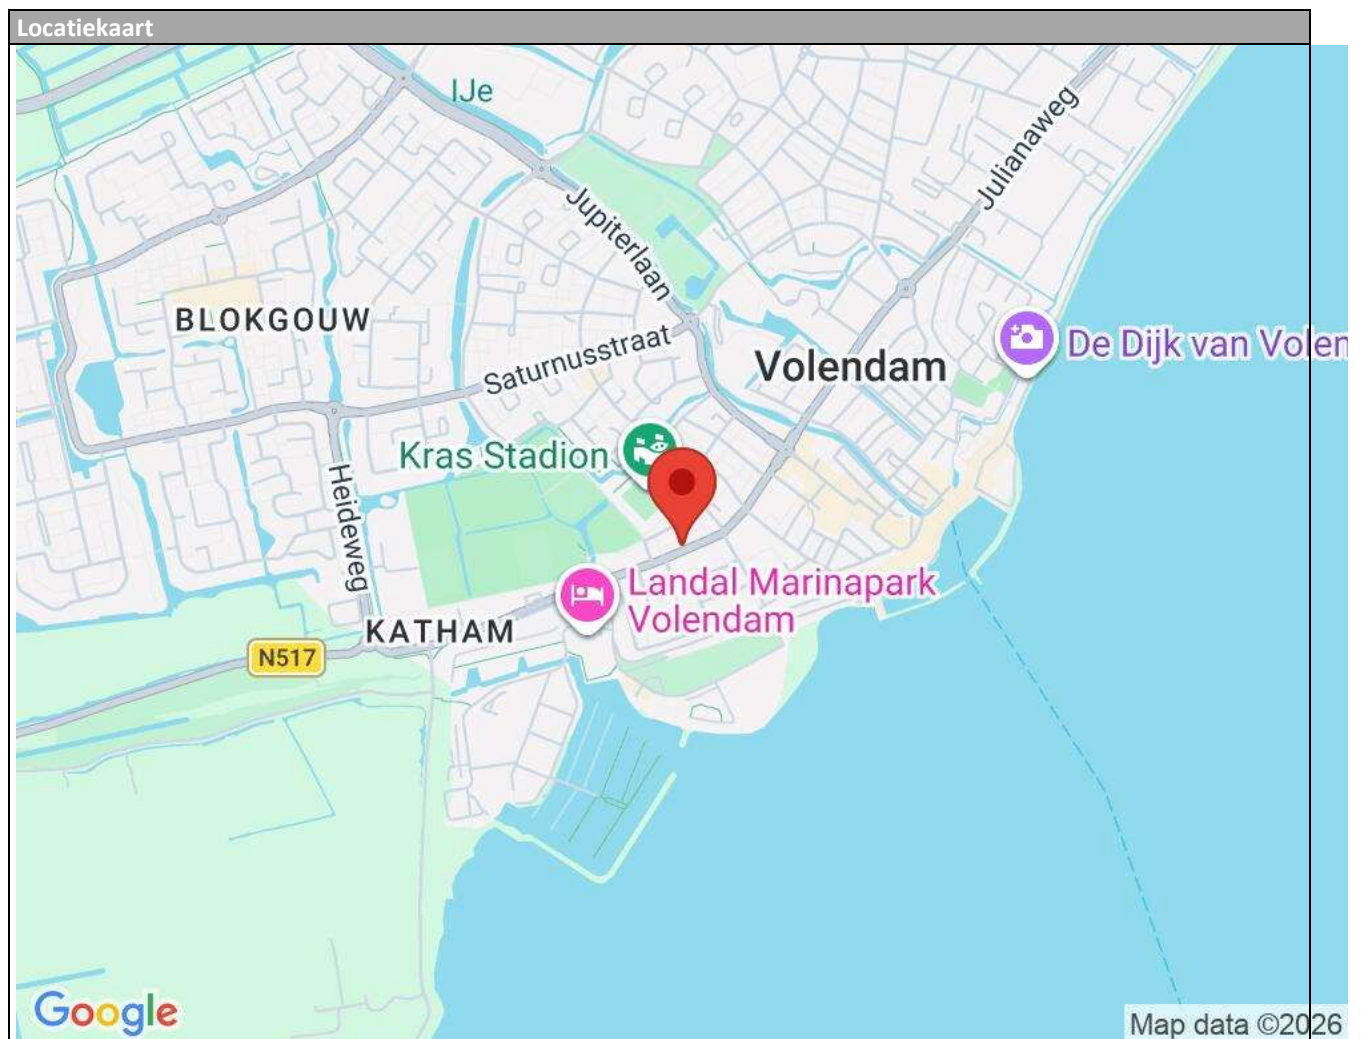 Locatiekaart
IJe
Julianaweg
Jupiterlaan
BLOKGOUW
Saturnusstraat
Volendam
De Dijk van Volen
Kras Stadion
Heideweg
Landal Marinapark
Volendam
KATHAM
N517
Google
Map data ©2026